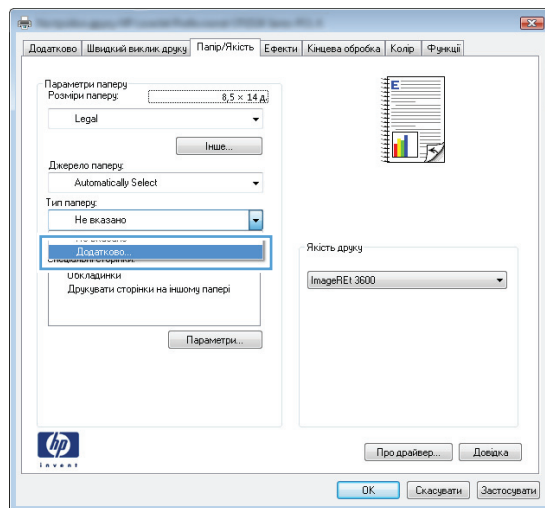 Додатково Швидкий виклик друку Папір/Якість Ефекти Кінцева обробка Колір Функції
Параметри паперу
Розміри паперу: 8,5 × 14 д.
Legal
Інше...
Джерело паперу:
Automatically Select
Тип паперу:
Не вказано
Додатково...
Обкладинки
Друкувати сторінки на іншому папері
Параметри...
Якість друку
ImageREt 3600
E
hp
invent
Про драйвер... Довідка
OK Скасувати Застосувати